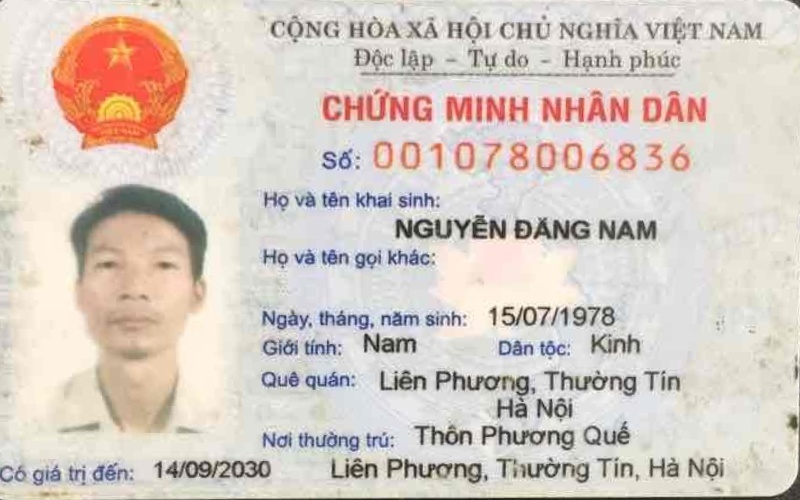 CỘNG HÒA XÃ HỘI CHỦ NGHĨA VIỆT NAM
Độc lập - Tự do - Hạnh phúc
CHỨNG MINH NHÂN DÂN
Số: 001078006836
Họ và tên khai sinh:
NGUYỄN ĐĂNG NAM
Họ và tên gọi khác:
Ngày, tháng, năm sinh: 15/07/1978
Giới tính: Nam Dân tộc: Kinh
Quê quán: Liên Phương, Thường Tín
Hà Nội
Nơi thường trú: Thôn Phương Quế
Có giá trị đến: 14/09/2030 Liên Phương, Thường Tín, Hà Nội